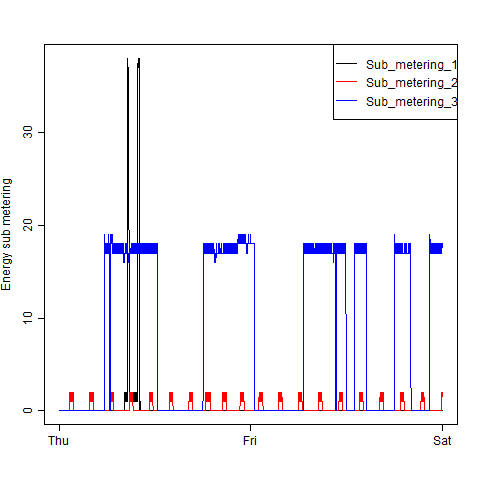 Sub_metering_1
Sub_metering_2
Sub_metering_3
Energy sub metering
30
20
10
0
Thu Fri Sat